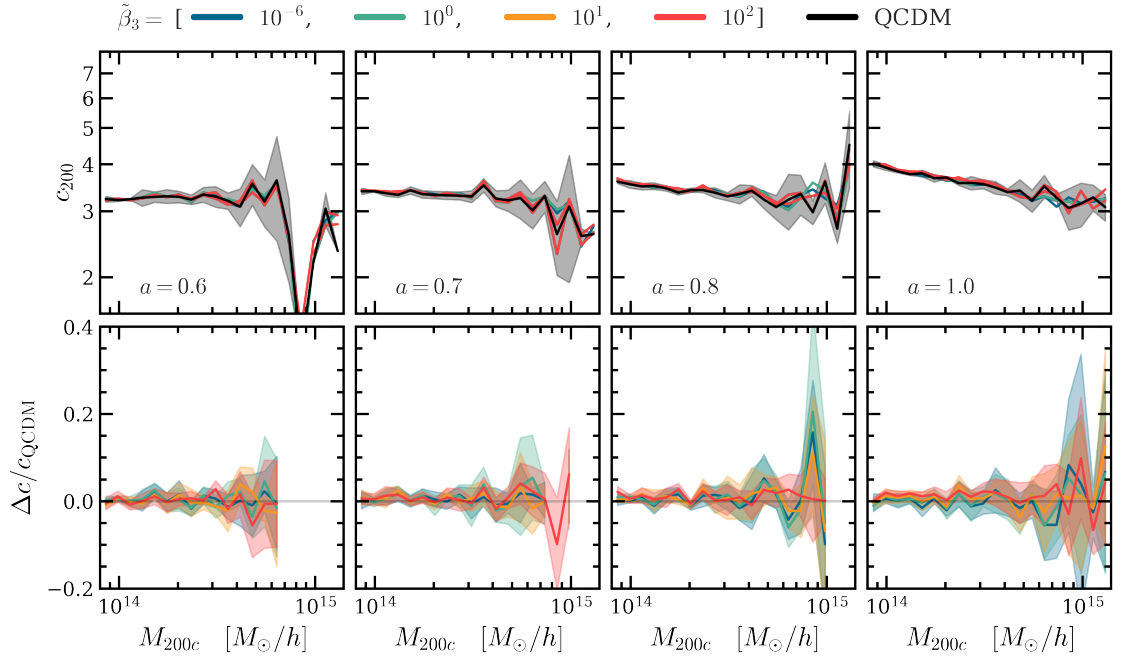 β̃₃ = [ 10⁻⁶, 10⁰, 10¹, 10²] QCDM
7
6
5
4
3
2
c₂₀₀
a = 0.6 a = 0.7 a = 0.8 a = 1.0
0.4
0.2
0.0
−0.2
Δc/c_QCDM
10¹⁴ 10¹⁵ 10¹⁴ 10¹⁵ 10¹⁴ 10¹⁵ 10¹⁴ 10¹⁵
M₂₀₀c [M☉/h] M₂₀₀c [M☉/h] M₂₀₀c [M☉/h] M₂₀₀c [M☉/h]